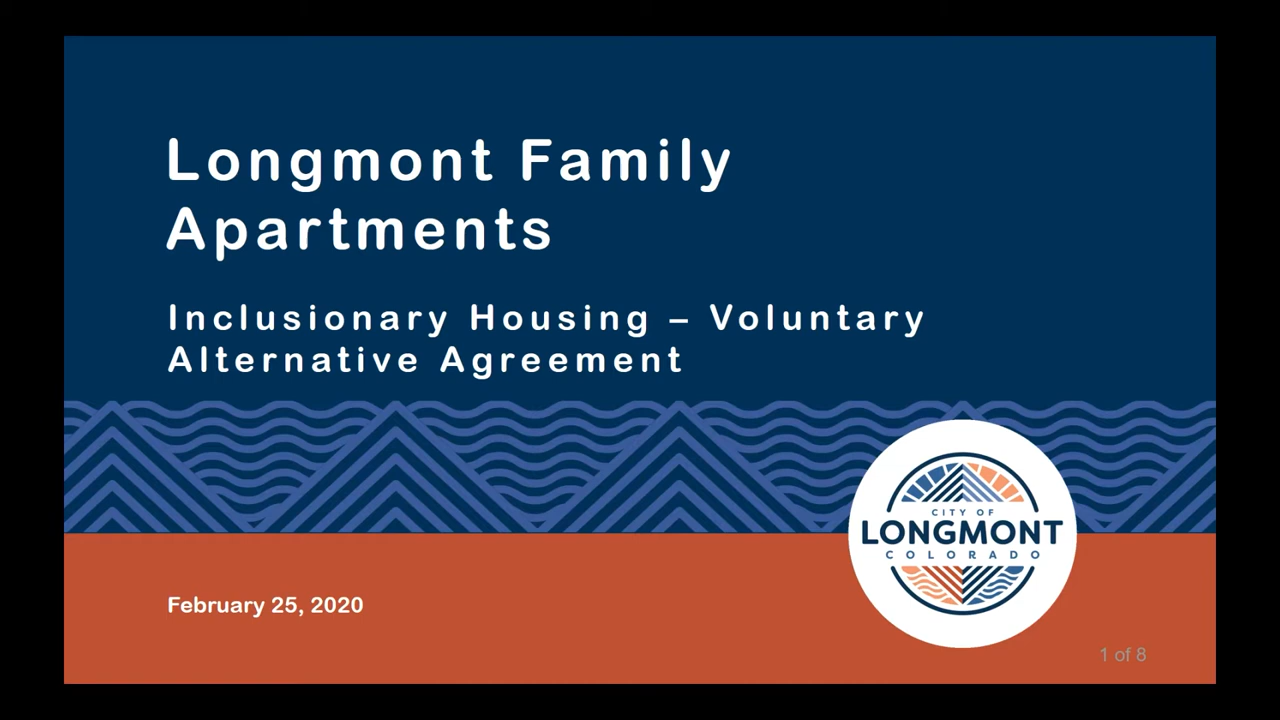 Longmont Family
Apartments
Inclusionary Housing – Voluntary
Alternative Agreement
CITY OF
LONGMONT
COLORADO
February 25, 2020
1 of 8